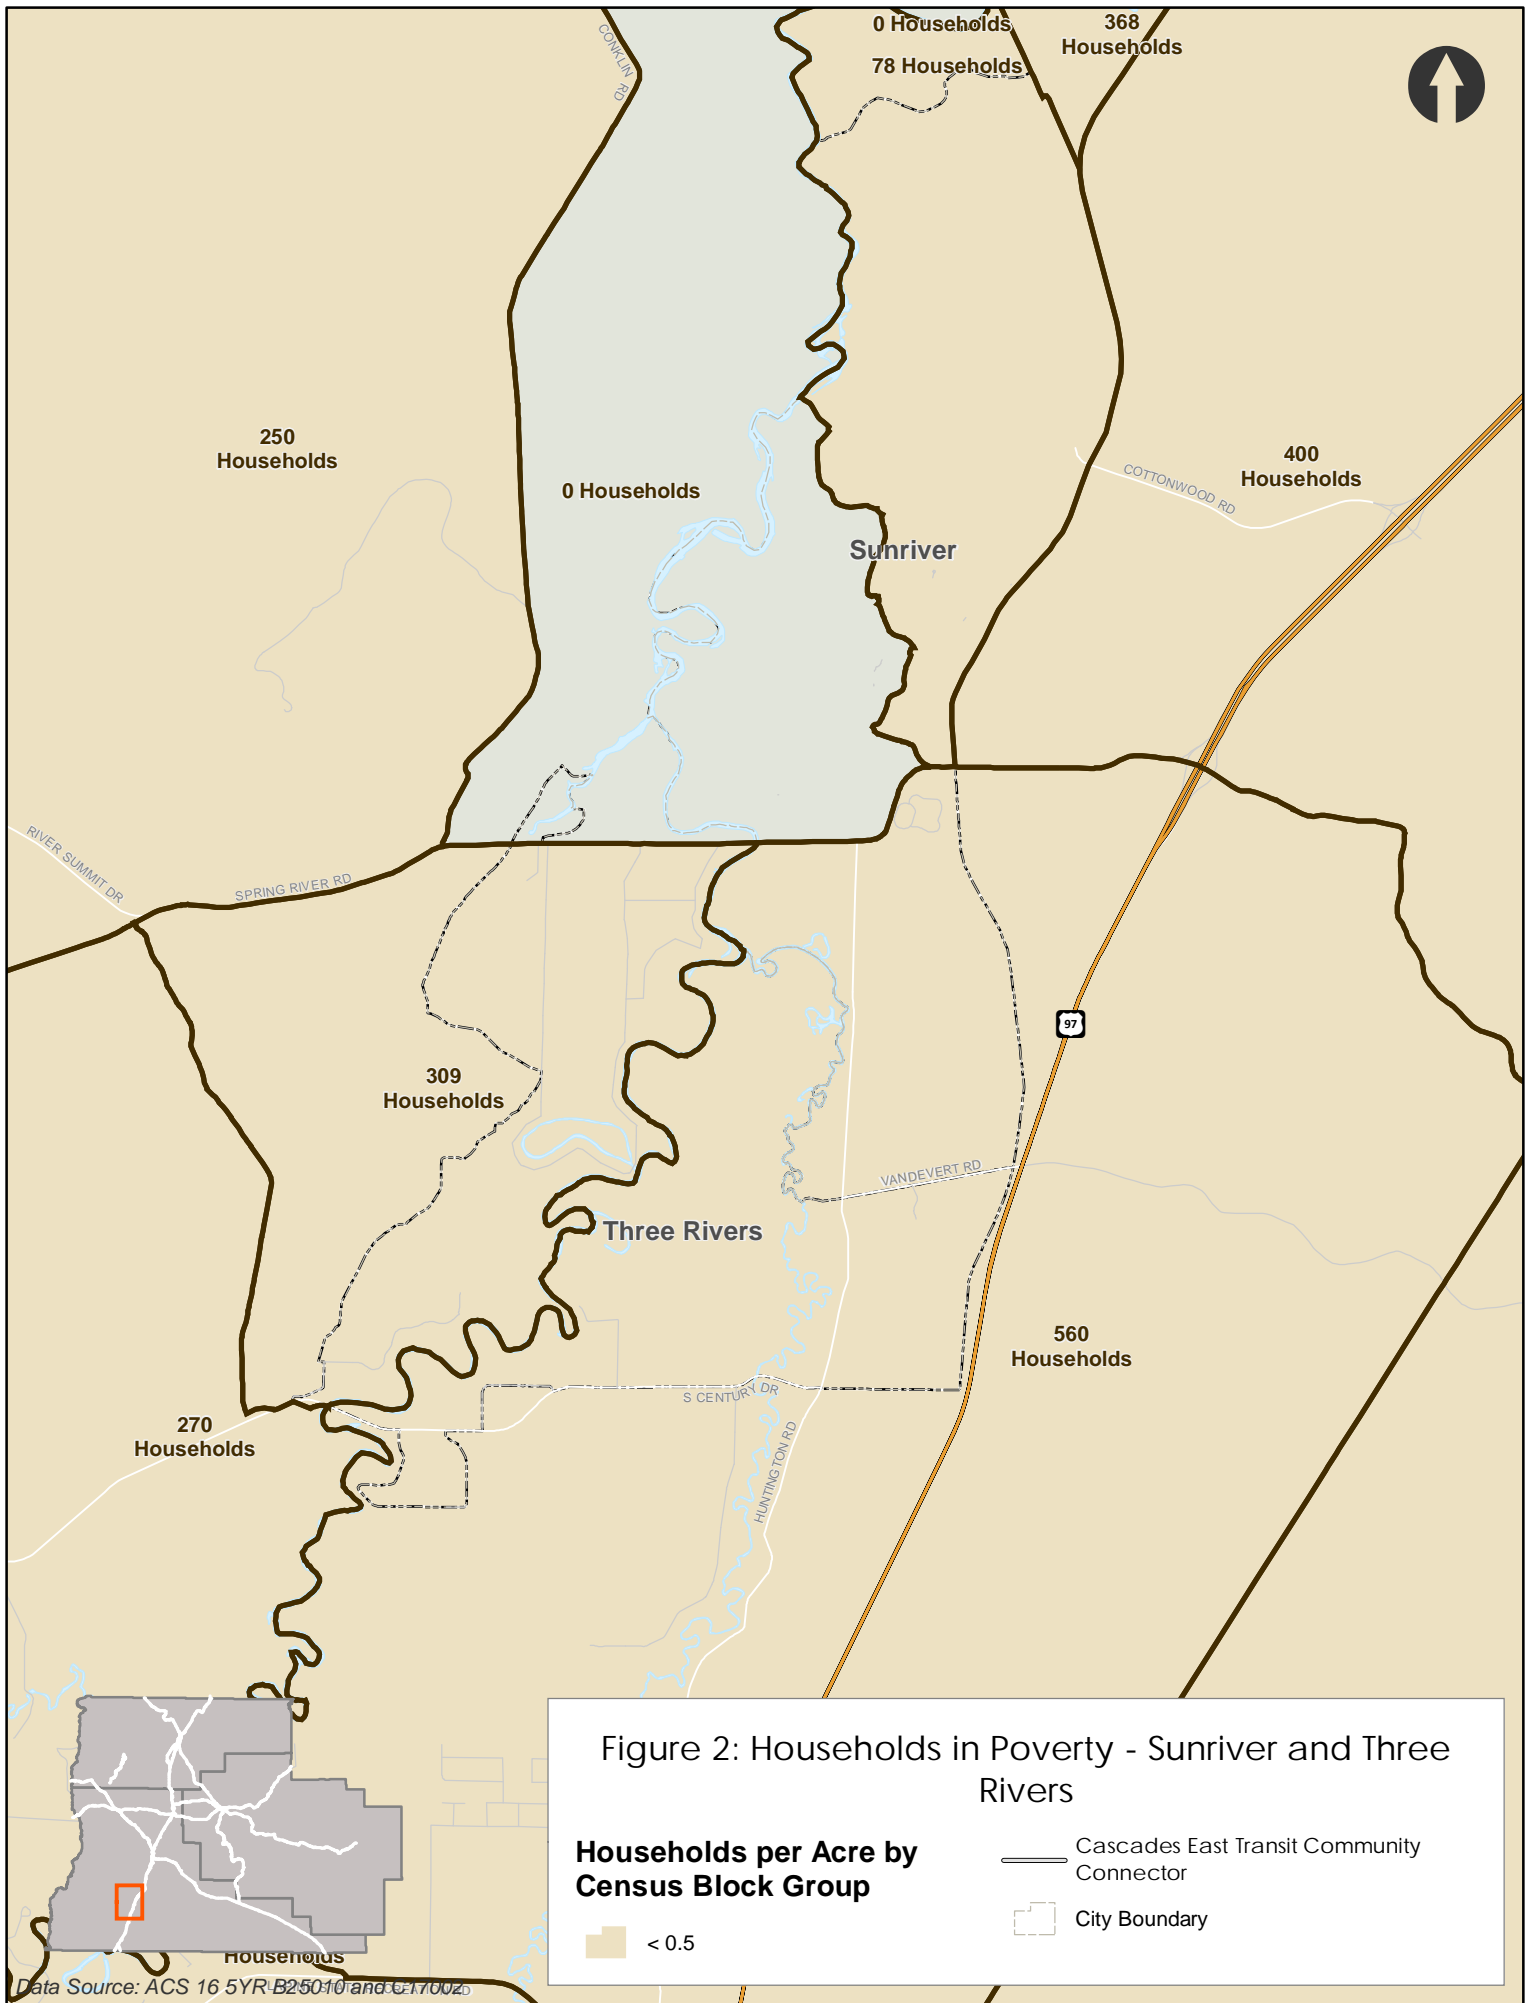 0 Households
368
Households
78 Households
CONKLIN RD
250
Households
0 Households
400
Households
COTTONWOOD RD
Sunriver
RIVER SUMMIT DR
SPRING RIVER RD
97
309
Households
VANDEVERT RD
Three Rivers
560
Households
S CENTURY DR
270
Households
HUNTINGTON RD
Figure 2: Households in Poverty - Sunriver and Three
Rivers
Households per Acre by
Census Block Group
< 0.5
Cascades East Transit Community
Connector
City Boundary
Households
Data Source: ACS 16 5YR B25010 and C17002